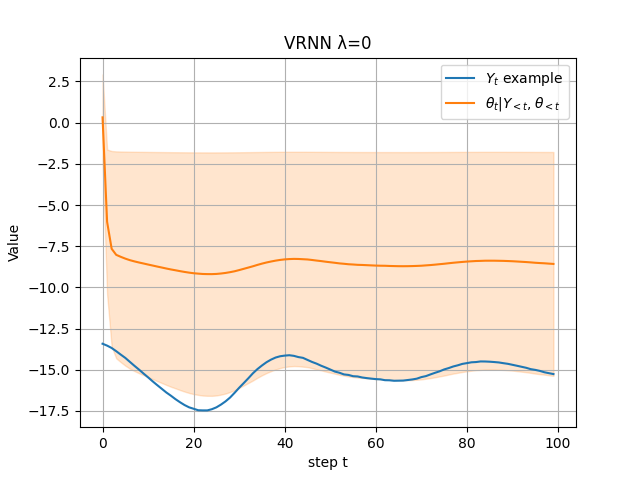 VRNN λ=0
Y_t example
θ_t|Y_{<t}, θ_{<t}
2.5
0.0
−2.5
−5.0
−7.5
−10.0
−12.5
−15.0
−17.5
Value
0 20 40 60 80 100
step t